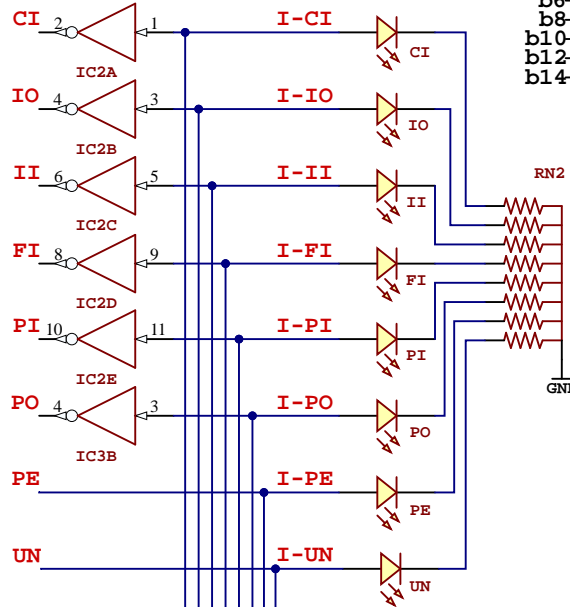 b6
CI 2 1 I-CI b8
CI b10
IC2A b12
b14
IO 4 3 I-IO
IO
IC2B
II 6 5 I-II RN2
II
IC2C
FI 8 9 I-FI
FI
IC2D
PI 10 11 I-PI
PI
IC2E
GND
PO 4 3 I-PO
PO
IC3B
PE I-PE
PE
UN I-UN
UN